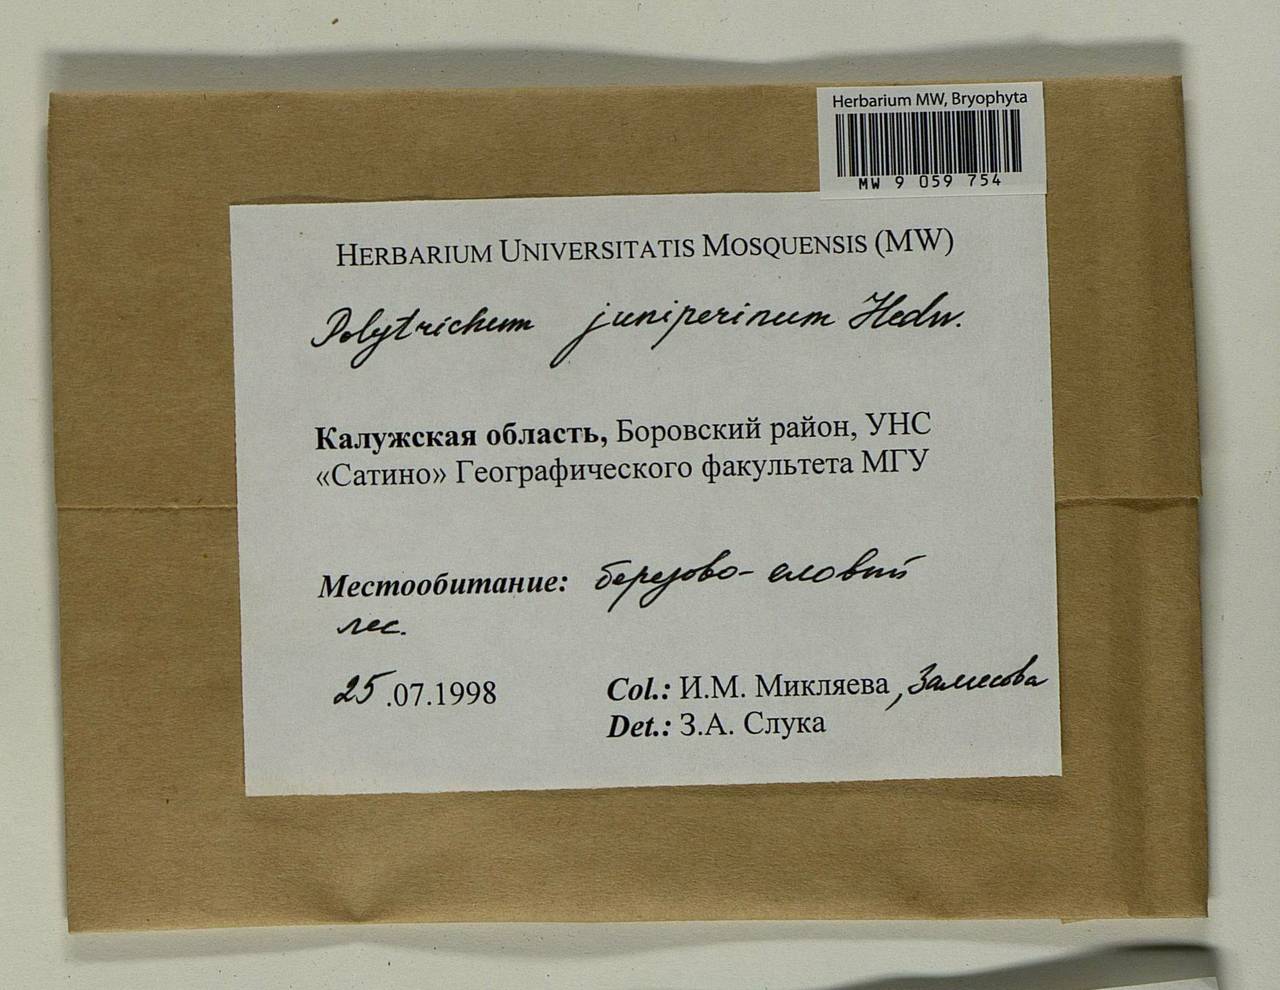 Herbarium MW, Bryophyta
MW 9 059 754
HERBARIUM UNIVERSITATIS MOSQUENSIS (MW)
Polytrichum juniperinum Hedw.
Калужская область, Боровский район, УНС
«Сатино» Географического факультета МГУ
Местообитание: березово-еловый
лес.
25.07.1998
Col.: И.М. Микляева,
Det.: З.А. Слука